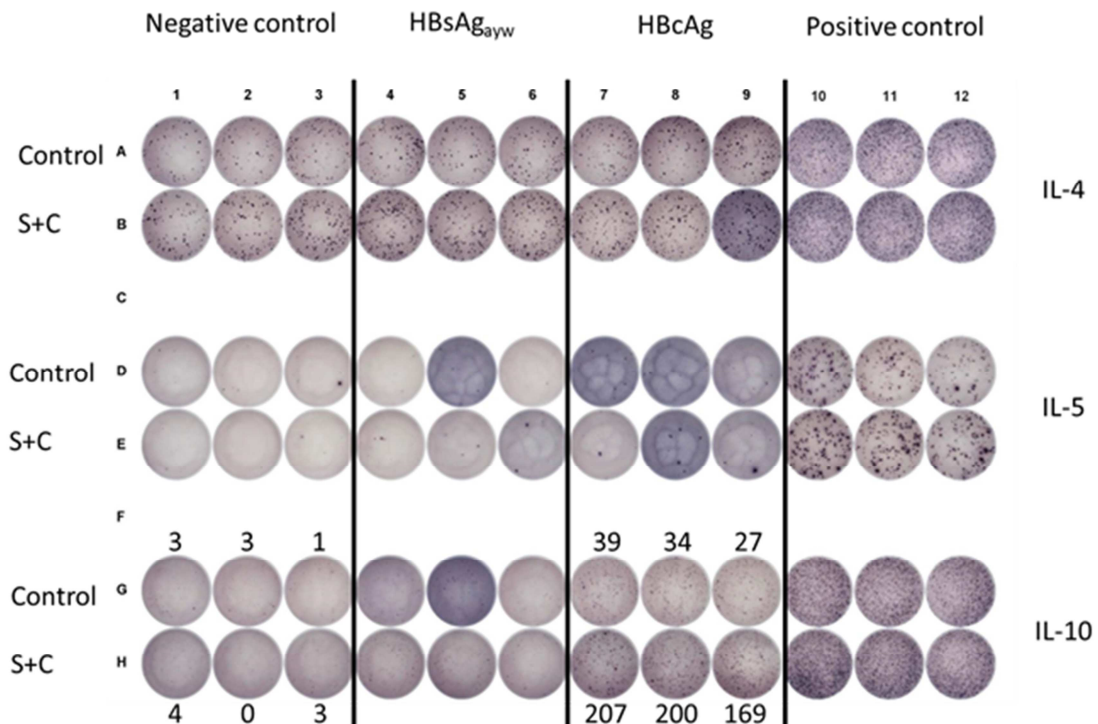 Negative control HBsAgayw HBcAg Positive control
1 2 3 4 5 6 7 8 9 10 11 12
Control A
IL-4
S+C B
C
Control D
IL-5
S+C E
F
3 3 1 39 34 27
Control G
IL-10
S+C H
4 0 3 207 200 169